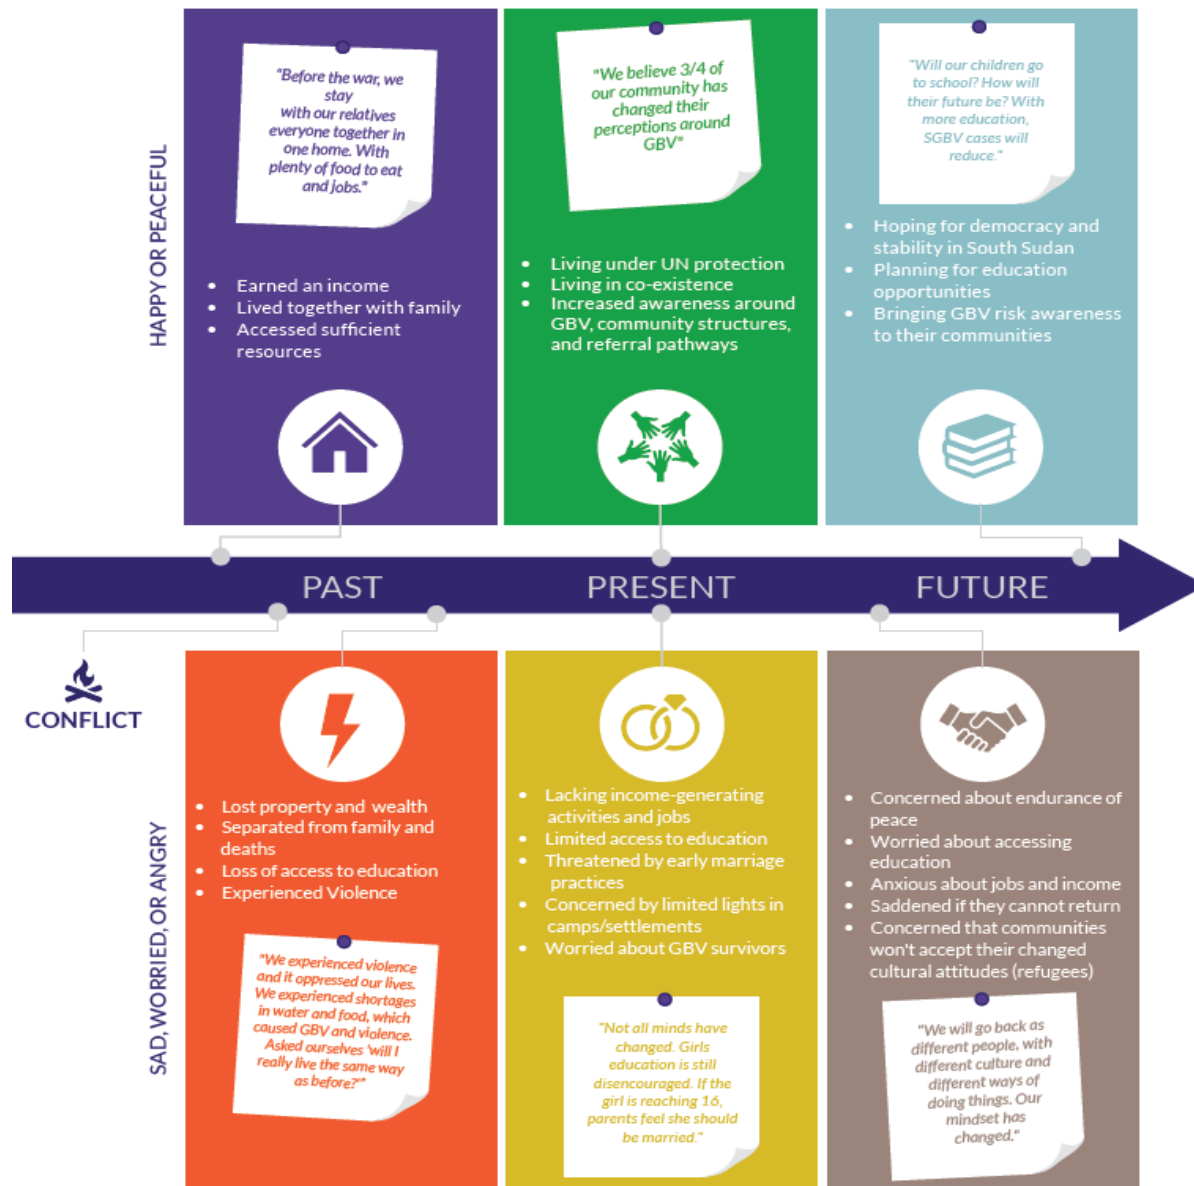 HAPPY OR PEACEFUL
"Before the war, we
stay
with our relatives
everyone together in
one home. With
plenty of food to eat
and jobs."
• Earned an income
• Lived together with family
• Accessed sufficient
resources
"We believe 3/4 of
our community has
changed their
perceptions around
GBV"
• Living under UN protection
• Living in co-existence
• Increased awareness around
GBV, community structures,
and referral pathways
"Will our children go
to school? How will
their future be? With
more education,
SGBV cases will
reduce."
• Hoping for democracy and
stability in South Sudan
• Planning for education
opportunities
• Bringing GBV risk awareness
to their communities
PAST
PRESENT
FUTURE
CONFLICT
SAD, WORRIED, OR ANGRY
• Lost property and wealth
• Separated from family and
deaths
• Loss of access to education
• Experienced Violence
"We experienced violence
and it oppressed our lives.
We experienced shortages
in water and food, which
caused GBV and violence.
Asked ourselves 'will I
really live the same way
as before?'"
• Lacking income-generating
activities and jobs
• Limited access to education
• Threatened by early marriage
practices
• Concerned by limited lights in
camps/settlements
• Worried about GBV survivors
"Not all minds have
changed. Girls
education is still
disencouraged. If the
girl is reaching 16,
parents feel she should
be married."
• Concerned about endurance of
peace
• Worried about accessing
education
• Anxious about jobs and income
• Saddened if they cannot return
• Concerned that communities
won't accept their changed
cultural attitudes (refugees)
"We will go back as
different people, with
different culture and
different ways of
doing things. Our
mindset has
changed."